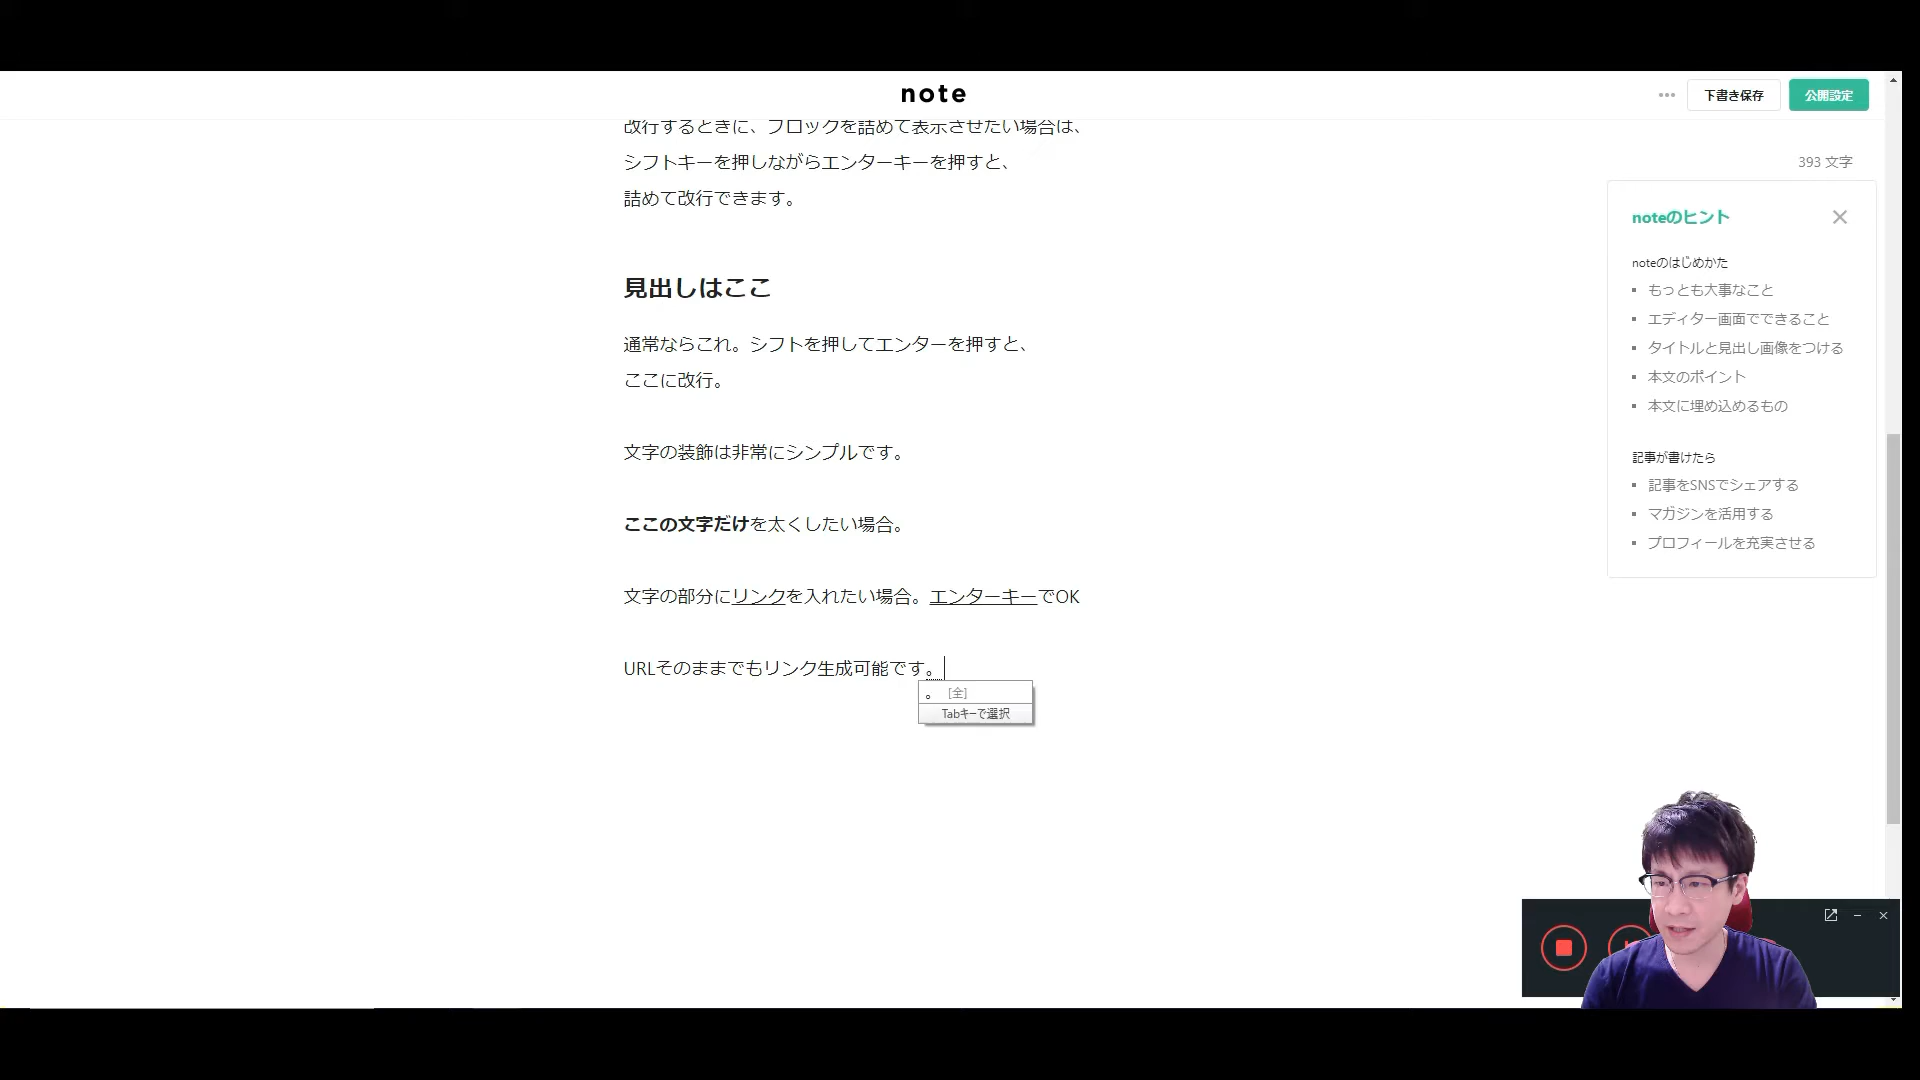 note
下書き保存
公開設定
改行するときに、ブロックを詰めて表示させたい場合は、
シフトキーを押しながらエンターキーを押すと、
詰めて改行できます。
見出しはここ
通常ならこれ。シフトを押してエンターを押すと、
ここに改行。
文字の装飾は非常にシンプルです。
ここの文字だけを太くしたい場合。
文字の部分にリンクを入れたい場合。エンターキーでOK
URLそのままでもリンク生成可能です。
。 [全]
Tabキーで選択
393 文字
noteのヒント
noteのはじめかた
もっとも大事なこと
エディター画面でできること
タイトルと見出し画像をつける
本文のポイント
本文に埋め込めるもの
記事が書けたら
記事をSNSでシェアする
マガジンを活用する
プロフィールを充実させる